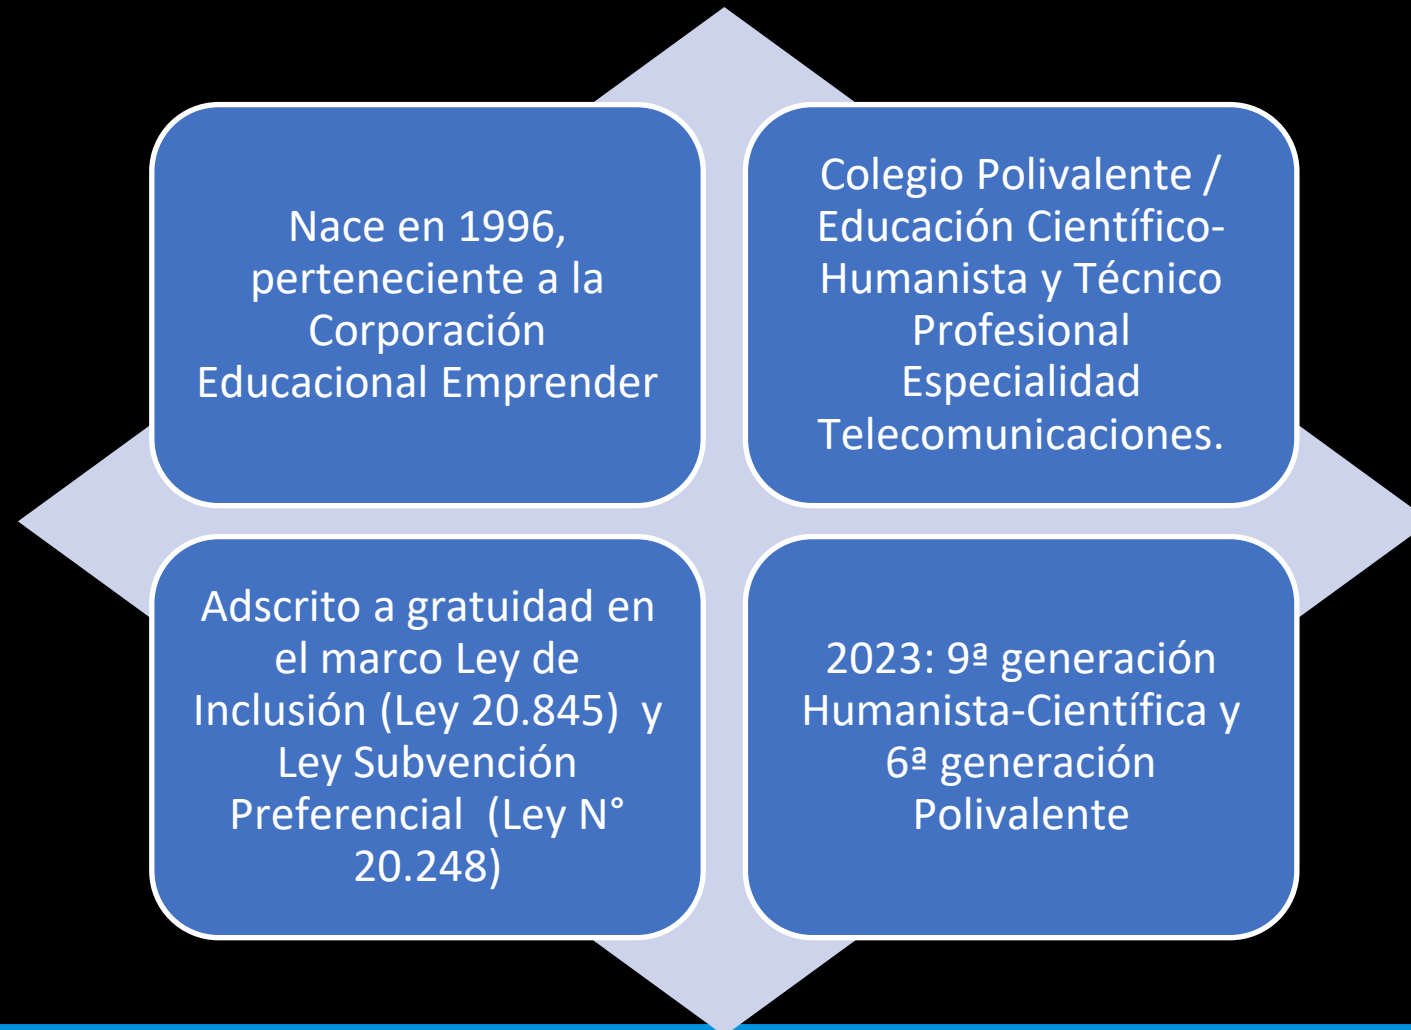 Nace en 1996,
perteneciente a la
Corporación
Educacional Emprender
Colegio Polivalente /
Educación Científico-
Humanista y Técnico
Profesional
Especialidad
Telecomunicaciones.
Adscrito a gratuidad en
el marco Ley de
Inclusión (Ley 20.845)  y
Ley Subvención
Preferencial  (Ley N°
20.248)
2023: 9ª generación
Humanista-Científica y
6ª generación
Polivalente